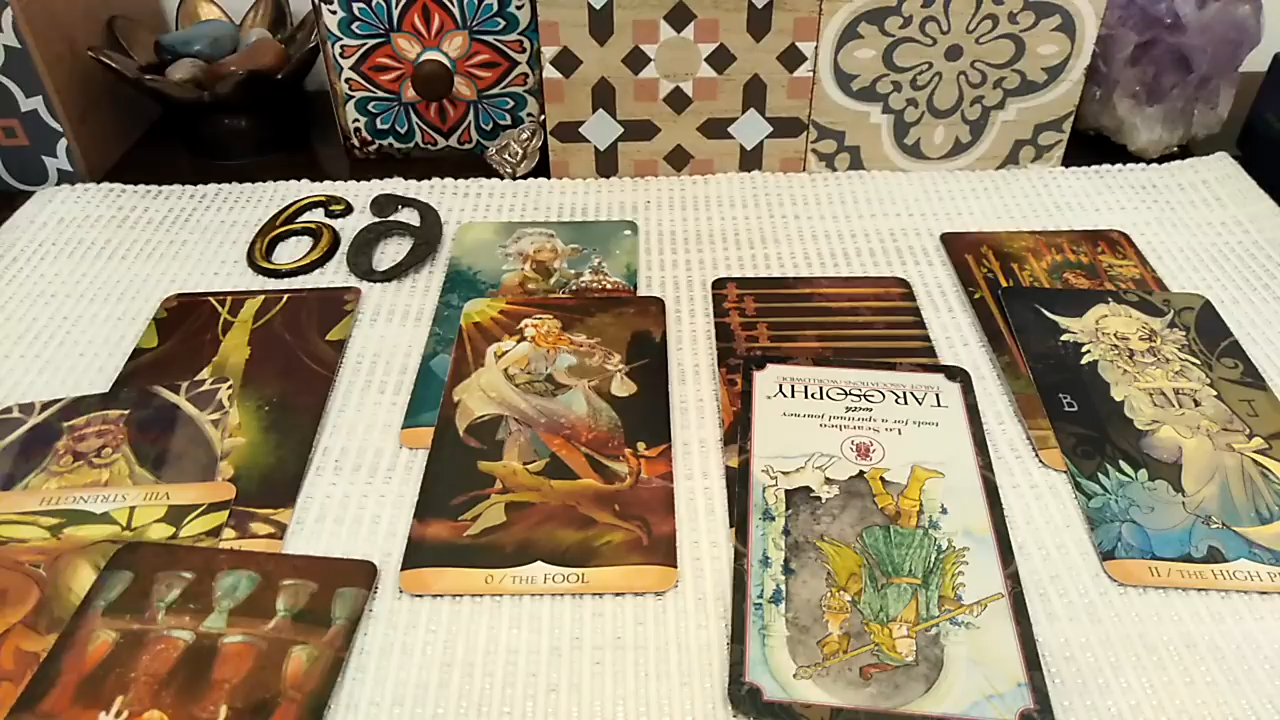 69
VIII / STRENGTH
0 / THE FOOL
TAROT ASSOCIATION WORLDWIDE
TAROSOPHY®
with
tools for a spiritual journey
Lo Scarabeo
B
J
II / THE HIGH P